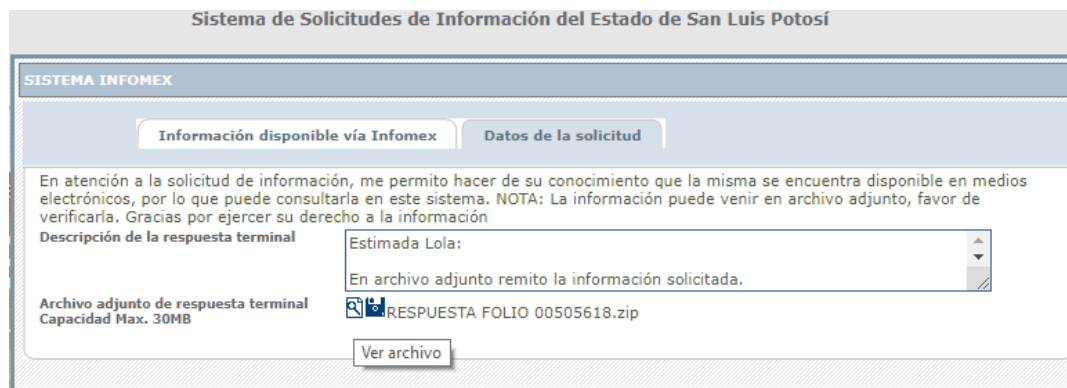 Sistema de Solicitudes de Información del Estado de San Luis Potosí
SISTEMA INFOMEX
Información disponible vía Infomex
Datos de la solicitud
En atención a la solicitud de información, me permito hacer de su conocimiento que la misma se encuentra disponible en medios
electrónicos, por lo que puede consultarla en este sistema. NOTA: La información puede venir en archivo adjunto, favor de
verificarla. Gracias por ejercer su derecho a la información
Descripción de la respuesta terminal
Estimada Lola:
En archivo adjunto remito la información solicitada.
Archivo adjunto de respuesta terminal
Capacidad Max. 30MB
RESPUESTA FOLIO 00505618.zip
Ver archivo